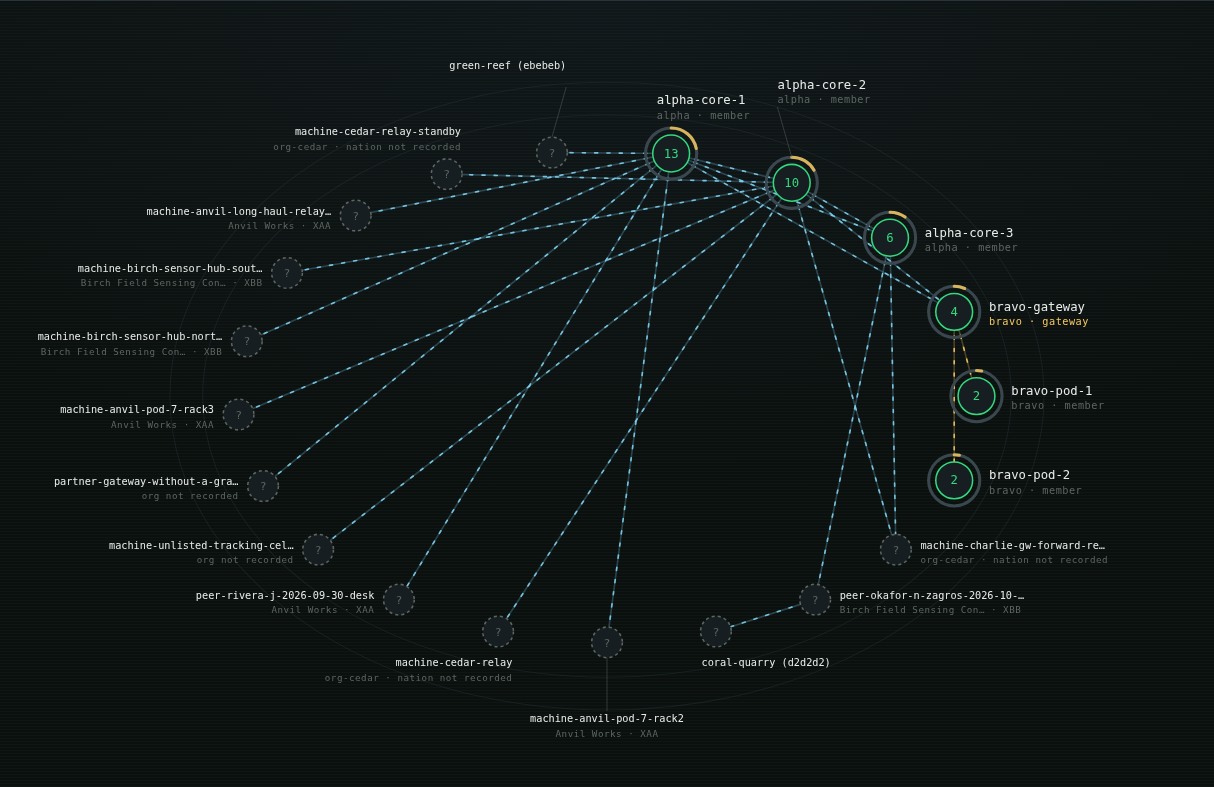 green-reef (ebebeb)
alpha-core-2
alpha · member
alpha-core-1
alpha · member
machine-cedar-relay-standby
org-cedar · nation not recorded
?
13
?
10
machine-anvil-long-haul-relay…
Anvil Works · XAA
?
alpha-core-3
alpha · member
6
machine-birch-sensor-hub-sout…
Birch Field Sensing Con… · XBB
?
bravo-gateway
bravo · gateway
4
machine-birch-sensor-hub-nort…
Birch Field Sensing Con… · XBB
?
bravo-pod-1
bravo · member
2
machine-anvil-pod-7-rack3
Anvil Works · XAA
?
bravo-pod-2
bravo · member
2
partner-gateway-without-a-gra…
org not recorded
?
machine-unlisted-tracking-cel…
org not recorded
?
?
machine-charlie-gw-forward-re…
org-cedar · nation not recorded
peer-rivera-j-2026-09-30-desk
Anvil Works · XAA
?
?
peer-okafor-n-zagros-2026-10-…
Birch Field Sensing Con… · XBB
?
?
?
machine-cedar-relay
org-cedar · nation not recorded
coral-quarry (d2d2d2)
machine-anvil-pod-7-rack2
Anvil Works · XAA